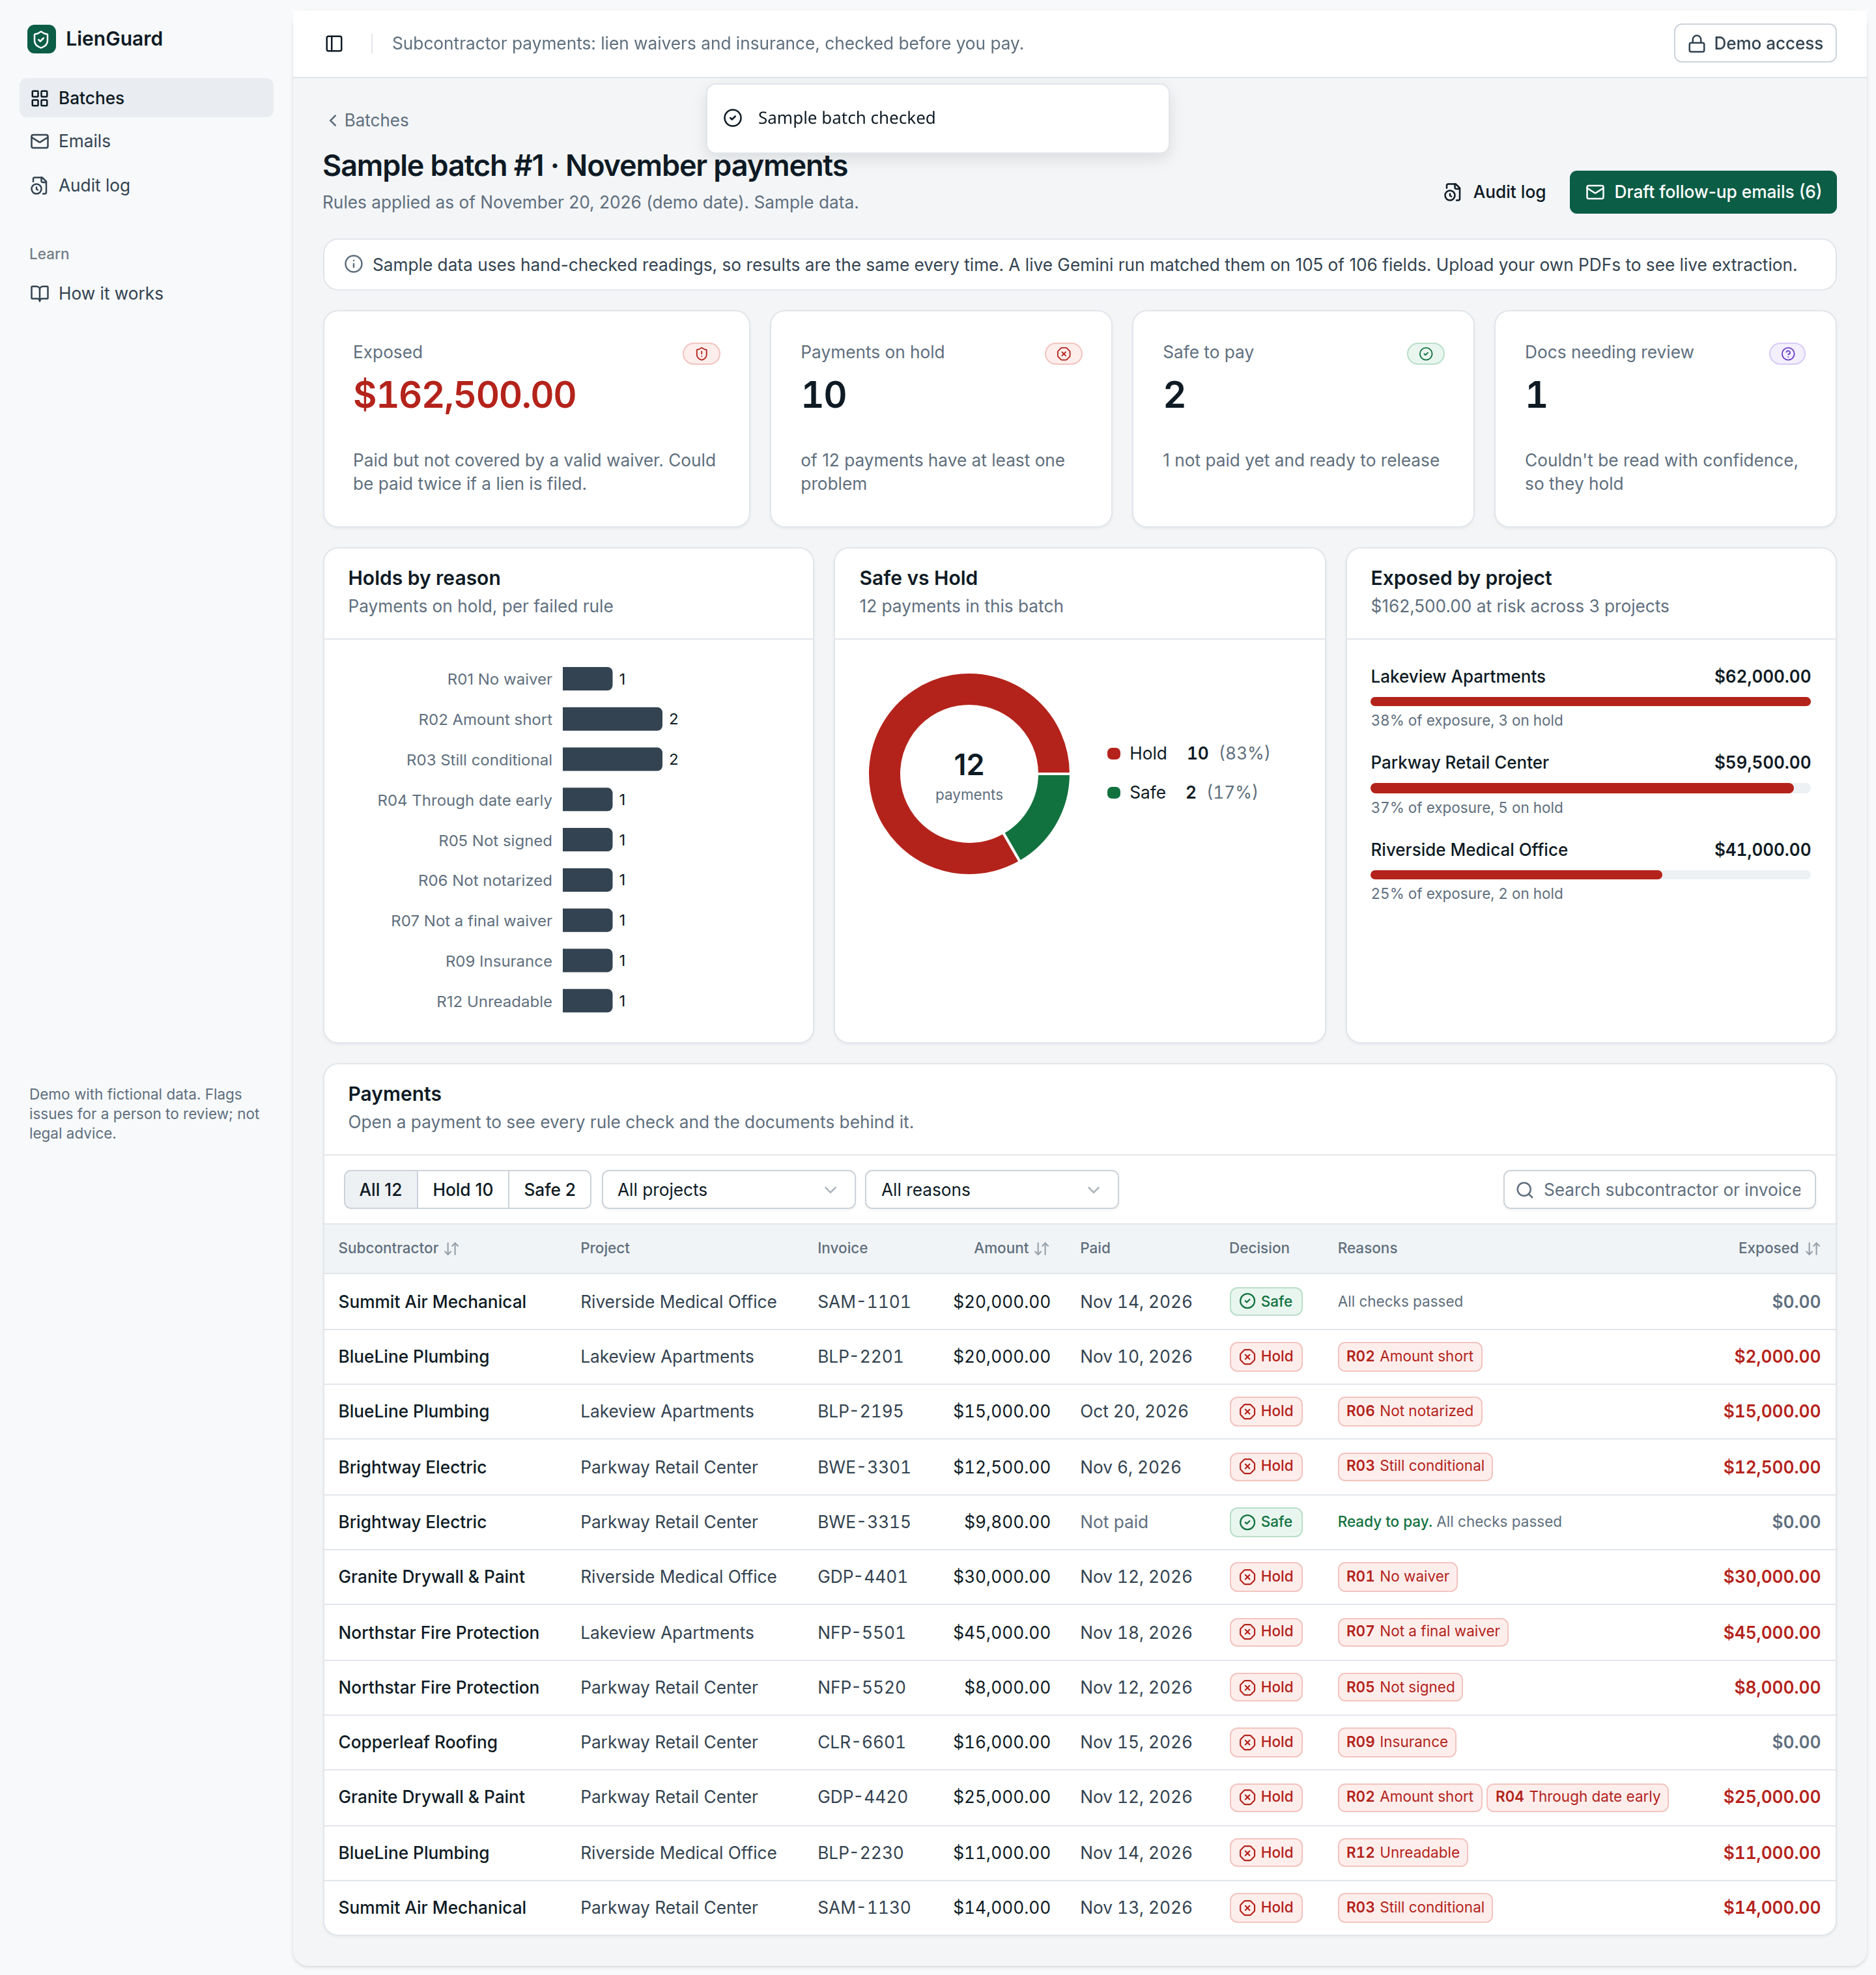 LienGuard
Batches
Emails
Audit log
Learn
How it works
Demo with fictional data. Flags
issues for a person to review; not
legal advice.
Subcontractor payments: lien waivers and insurance, checked before you pay.
Demo access
Sample batch checked
Batches
Sample batch #1 · November payments
Rules applied as of November 20, 2026 (demo date). Sample data.
Audit log
Draft follow-up emails (6)
Sample data uses hand-checked readings, so results are the same every time. A live Gemini run matched them on 105 of 106 fields. Upload your own PDFs to see live extraction.
Exposed
$162,500.00
Paid but not covered by a valid waiver. Could
be paid twice if a lien is filed.
Payments on hold
10
of 12 payments have at least one
problem
Safe to pay
2
1 not paid yet and ready to release
Docs needing review
1
Couldn't be read with confidence,
so they hold
Holds by reason
Payments on hold, per failed rule
R01 No waiver 1
R02 Amount short 2
R03 Still conditional 2
R04 Through date early 1
R05 Not signed 1
R06 Not notarized 1
R07 Not a final waiver 1
R09 Insurance 1
R12 Unreadable 1
Safe vs Hold
12 payments in this batch
12
payments
Hold 10 (83%)
Safe 2 (17%)
Exposed by project
$162,500.00 at risk across 3 projects
Lakeview Apartments $62,000.00
38% of exposure, 3 on hold
Parkway Retail Center $59,500.00
37% of exposure, 5 on hold
Riverside Medical Office $41,000.00
25% of exposure, 2 on hold
Payments
Open a payment to see every rule check and the documents behind it.
All 12 Hold 10 Safe 2 All projects All reasons Search subcontractor or invoice
Subcontractor Project Invoice Amount Paid Decision Reasons Exposed
Summit Air Mechanical Riverside Medical Office SAM-1101 $20,000.00 Nov 14, 2026 Safe All checks passed $0.00
BlueLine Plumbing Lakeview Apartments BLP-2201 $20,000.00 Nov 10, 2026 Hold R02 Amount short $2,000.00
BlueLine Plumbing Lakeview Apartments BLP-2195 $15,000.00 Oct 20, 2026 Hold R06 Not notarized $15,000.00
Brightway Electric Parkway Retail Center BWE-3301 $12,500.00 Nov 6, 2026 Hold R03 Still conditional $12,500.00
Brightway Electric Parkway Retail Center BWE-3315 $9,800.00 Not paid Safe Ready to pay. All checks passed $0.00
Granite Drywall & Paint Riverside Medical Office GDP-4401 $30,000.00 Nov 12, 2026 Hold R01 No waiver $30,000.00
Northstar Fire Protection Lakeview Apartments NFP-5501 $45,000.00 Nov 18, 2026 Hold R07 Not a final waiver $45,000.00
Northstar Fire Protection Parkway Retail Center NFP-5520 $8,000.00 Nov 12, 2026 Hold R05 Not signed $8,000.00
Copperleaf Roofing Parkway Retail Center CLR-6601 $16,000.00 Nov 15, 2026 Hold R09 Insurance $0.00
Granite Drywall & Paint Parkway Retail Center GDP-4420 $25,000.00 Nov 12, 2026 Hold R02 Amount short R04 Through date early $25,000.00
BlueLine Plumbing Riverside Medical Office BLP-2230 $11,000.00 Nov 14, 2026 Hold R12 Unreadable $11,000.00
Summit Air Mechanical Parkway Retail Center SAM-1130 $14,000.00 Nov 13, 2026 Hold R03 Still conditional $14,000.00